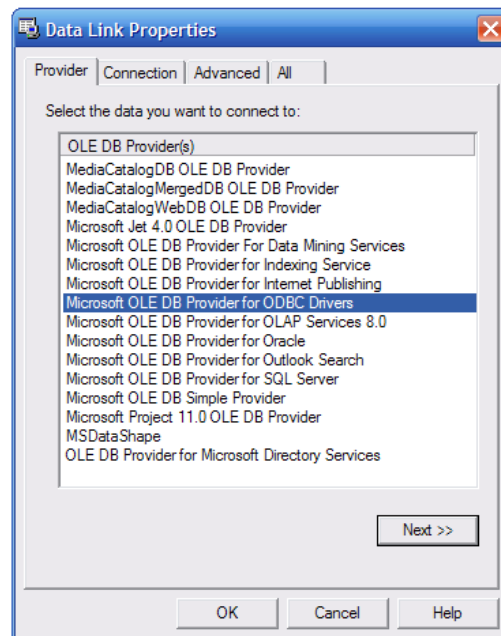 Data Link Properties
Provider Connection Advanced All
Select the data you want to connect to:
OLE DB Provider(s)
MediaCatalogDB OLE DB Provider
MediaCatalogMergedDB OLE DB Provider
MediaCatalogWebDB OLE DB Provider
Microsoft Jet 4.0 OLE DB Provider
Microsoft OLE DB Provider For Data Mining Services
Microsoft OLE DB Provider for Indexing Service
Microsoft OLE DB Provider for Internet Publishing
Microsoft OLE DB Provider for ODBC Drivers
Microsoft OLE DB Provider for OLAP Services 8.0
Microsoft OLE DB Provider for Oracle
Microsoft OLE DB Provider for Outlook Search
Microsoft OLE DB Provider for SQL Server
Microsoft OLE DB Simple Provider
Microsoft Project 11.0 OLE DB Provider
MSDataShape
OLE DB Provider for Microsoft Directory Services
Next >>
OK Cancel Help